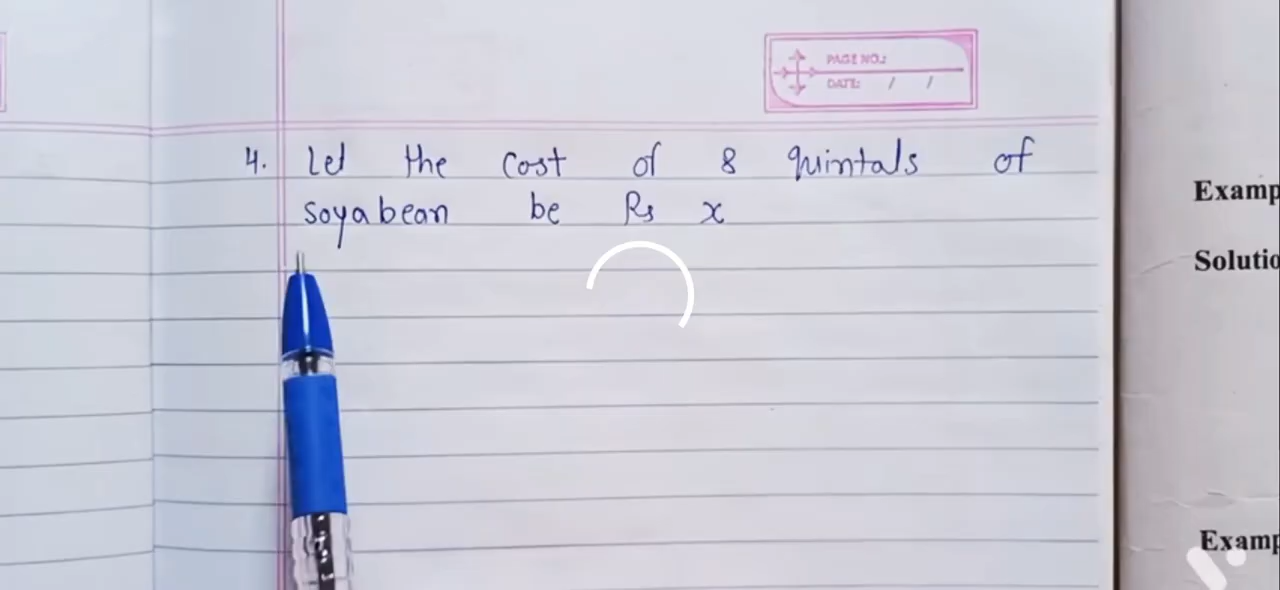 PAGE NO.:
DATE: / /
4. Let the cost of 8 quintals of
soyabean be Rs x
Examp
Solutio
Examp